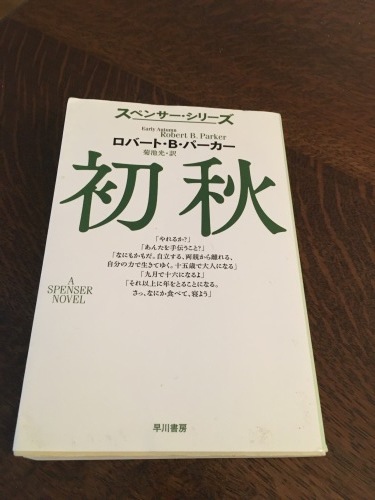 スペンサー・シリーズ
Early Autumn
Robert B. Parker
ロバート・B・パーカー
菊池光・訳
初秋
「やれるか?」
「あんたを手伝うこと?」
「なにもかもだ。自立する、両親から離れる、
自分の力で生きてゆく。十五歳で大人になる」
「九月で十六になるよ」
「それ以上に年をとることになる。
さっ、なにか食べて、寝よう」
A
SPENSER
NOVEL
早川書房